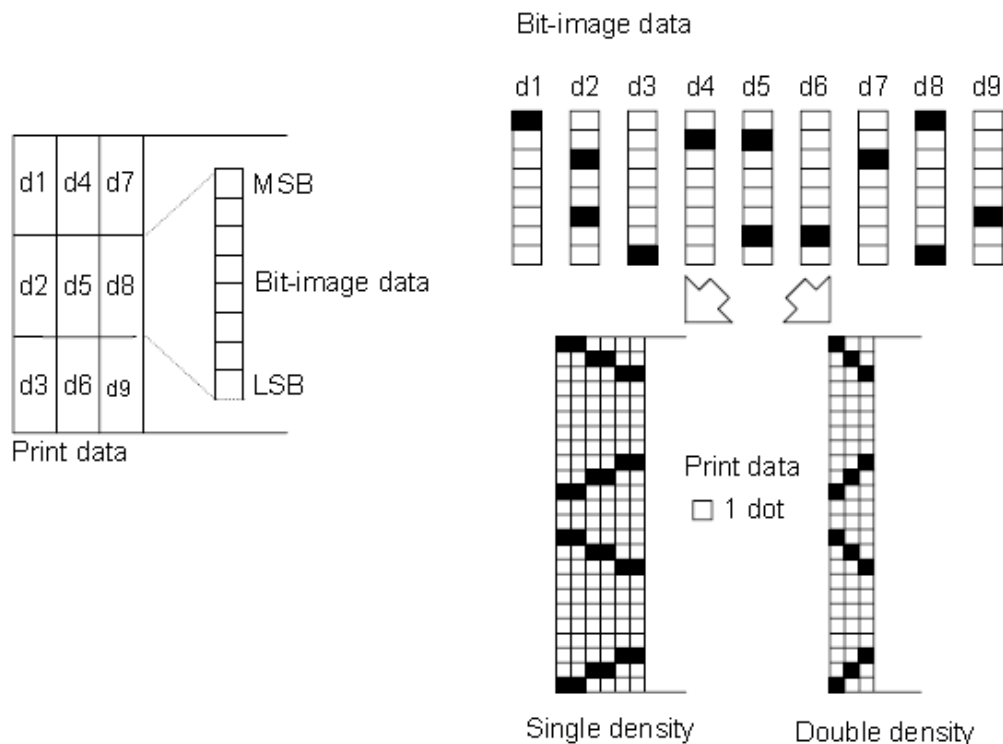 Bit-image data
d1 d2 d3 d4 d5 d6 d7 d8 d9
d1 d4 d7
MSB
d2 d5 d8
Bit-image data
d3 d6 d9
LSB
Print data
Print data
1 dot
Single density
Double density